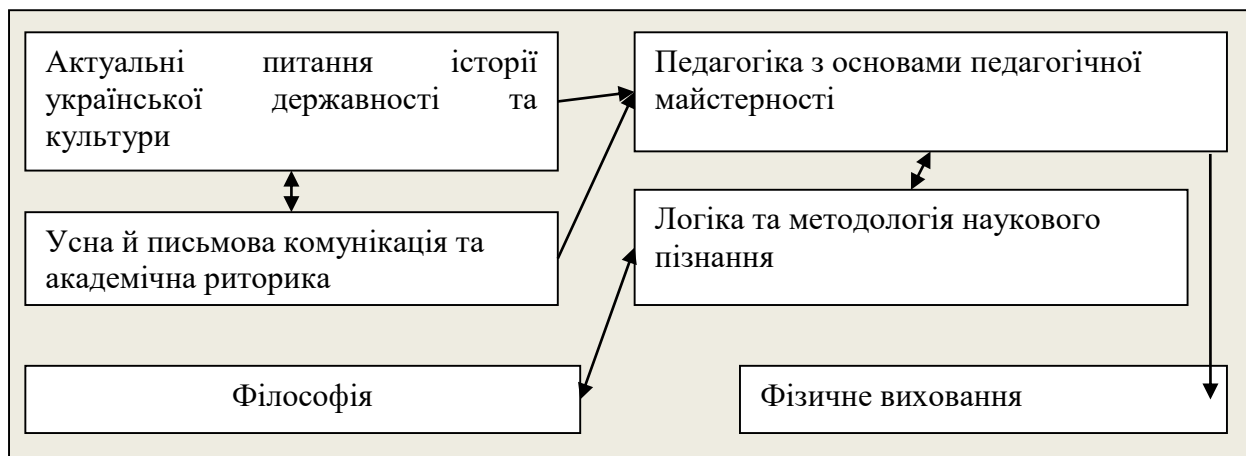 Актуальні питання історії
української державності та
культури
Педагогіка з основами педагогічної
майстерності
Усна й письмова комунікація та
академічна риторика
Логіка та методологія наукового
пізнання
Філософія
Фізичне виховання